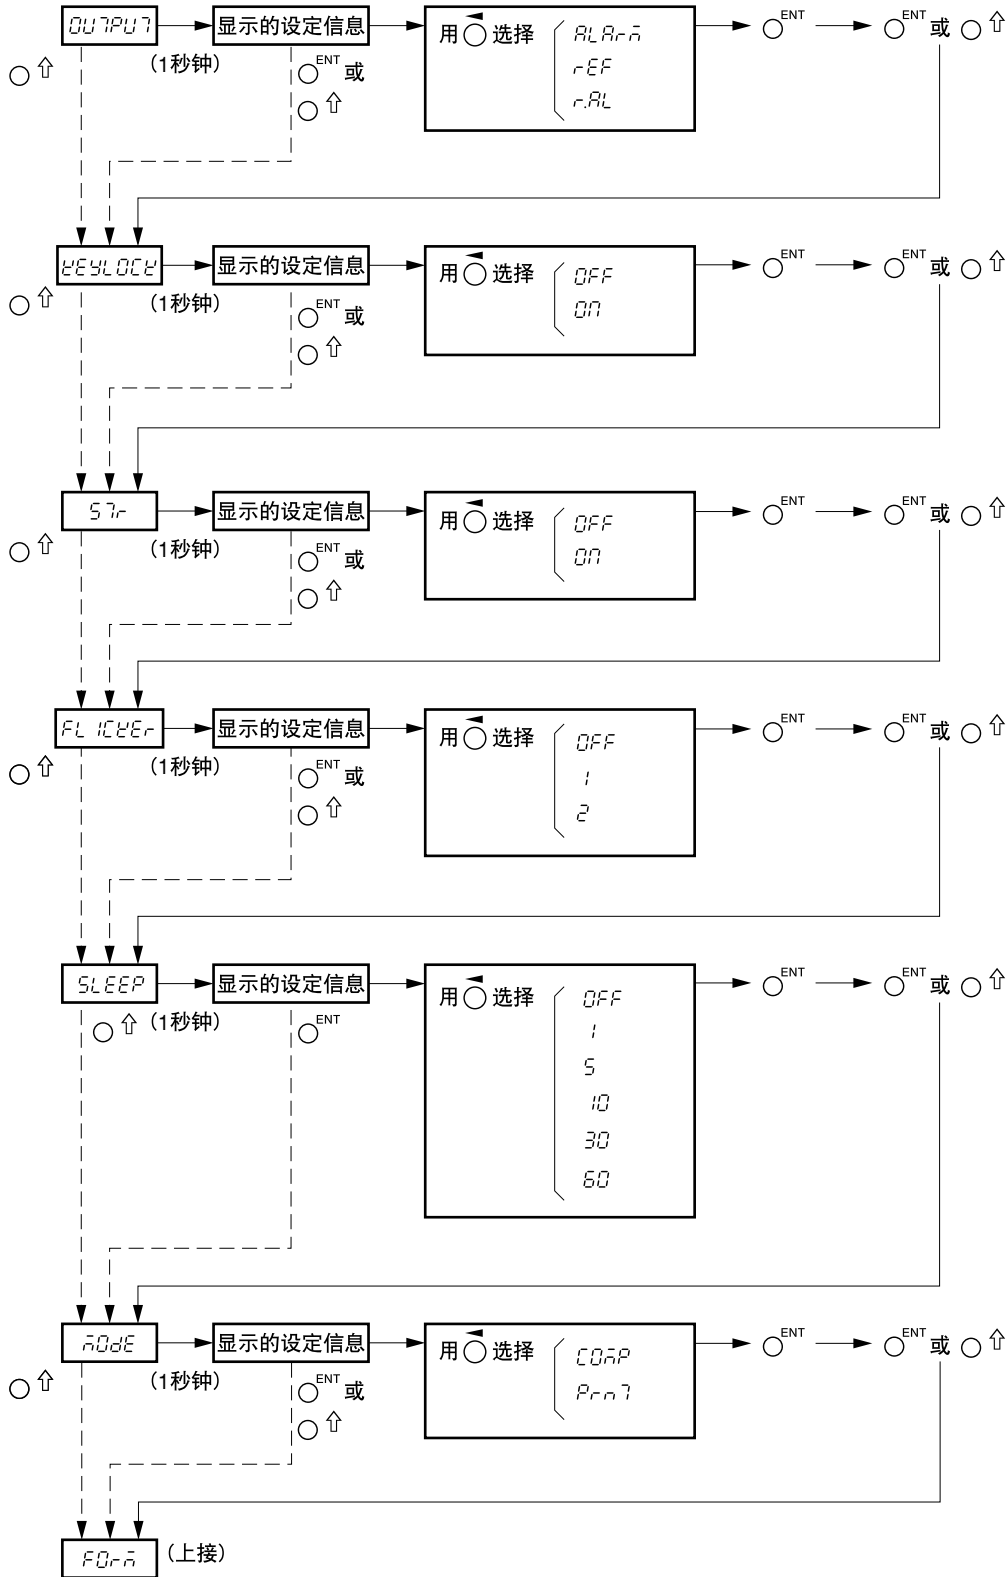 OUTPUT 显示的设定信息 用 选择 ALArm ENT ENT 或
(1秒钟) ENT 或 rEF
r.AL
KEYLOCK 显示的设定信息 用 选择 OFF ENT ENT 或
(1秒钟) ENT 或 ON
STr 显示的设定信息 用 选择 OFF ENT ENT 或
(1秒钟) ENT 或 ON
FLICKEr 显示的设定信息 用 选择 OFF ENT ENT 或
(1秒钟) ENT 或 1
2
SLEEP 显示的设定信息 用 选择 OFF ENT ENT 或
(1秒钟) ENT 1
5
10
30
60
mOdE 显示的设定信息 用 选择 COmP ENT ENT 或
(1秒钟) ENT 或 PrnT
FOrm (上接)